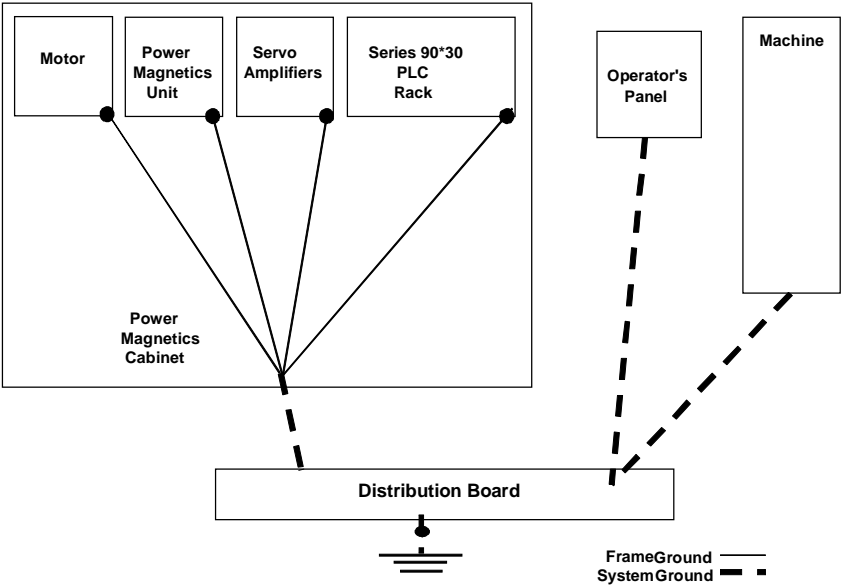 Motor
Power
Magnetics
Unit
Servo
Amplifiers
Series 90*30
PLC
Rack
Operator's
Panel
Machine
Power
Magnetics
Cabinet
Distribution Board
FrameGround
SystemGround